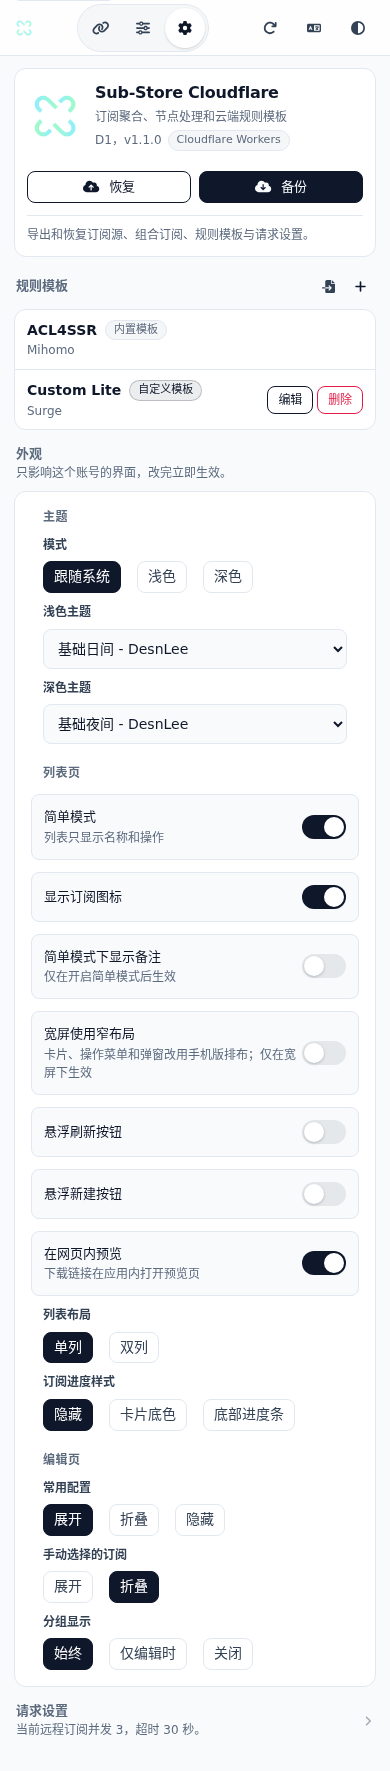 Sub-Store Cloudflare
订阅聚合、节点处理和云端规则模板
D1，v1.1.0 Cloudflare Workers
恢复 备份
导出和恢复订阅源、组合订阅、规则模板与请求设置。
规则模板
ACL4SSR 内置模板
Mihomo
Custom Lite 自定义模板
Surge
编辑 删除
外观
只影响这个账号的界面，改完立即生效。
主题
模式
跟随系统 浅色 深色
浅色主题
基础日间 - DesnLee
深色主题
基础夜间 - DesnLee
列表页
简单模式
列表只显示名称和操作
显示订阅图标
简单模式下显示备注
仅在开启简单模式后生效
宽屏使用窄布局
卡片、操作菜单和弹窗改用手机版排布；仅在宽
屏下生效
悬浮刷新按钮
悬浮新建按钮
在网页内预览
下载链接在应用内打开预览页
列表布局
单列 双列
订阅进度样式
隐藏 卡片底色 底部进度条
编辑页
常用配置
展开 折叠 隐藏
手动选择的订阅
展开 折叠
分组显示
始终 仅编辑时 关闭
请求设置
当前远程订阅并发 3，超时 30 秒。